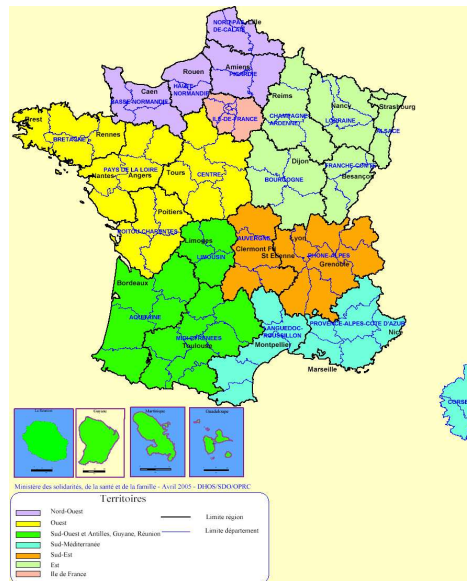 NORD-PAS-
DE-CALAIS
Lille
Amiens
PICARDIE
Rouen
HAUTE-
NORMANDIE
Caen
BASSE-NORMANDIE
ILE-DE-FRANCE
Reims
CHAMPAGNE
ARDENNE)
Nancy
LORRAINE
Strasbourg
ALSACE
Brest
BRETAGNE
Rennes
PAYS DE LA LOIRE
Nantes
Angers
Tours
CENTRE
Dijon
BOURGOGNE
FRANCHE-COMTE
Besançon
Poitiers
POITOU-CHARENTES
Limoges
LIMOUSIN
AUVERGNE
Clermont Fd
Lyon
St Etienne
RHONE-ALPES
Grenoble
Bordeaux
AQUITAINE
MIDI-PYRENEES
Toulouse
LANGUEDOC-
ROUSSILLON
Montpellier
PROVENCE-ALPES-COTE D'AZUR
Nice
Marseille
CORSE
La Réunion
Guyane
Martinique
Guadeloupe
Ministère des solidarités, de la santé et de la famille - Avril 2005 - DHOS/SDO/OPRC
Territoires
Nord-Ouest
Ouest
Sud-Ouest et Antilles, Guyane, Réunion
Sud-Méditerranée
Sud-Est
Est
Ile de France
Limite région
Limite département